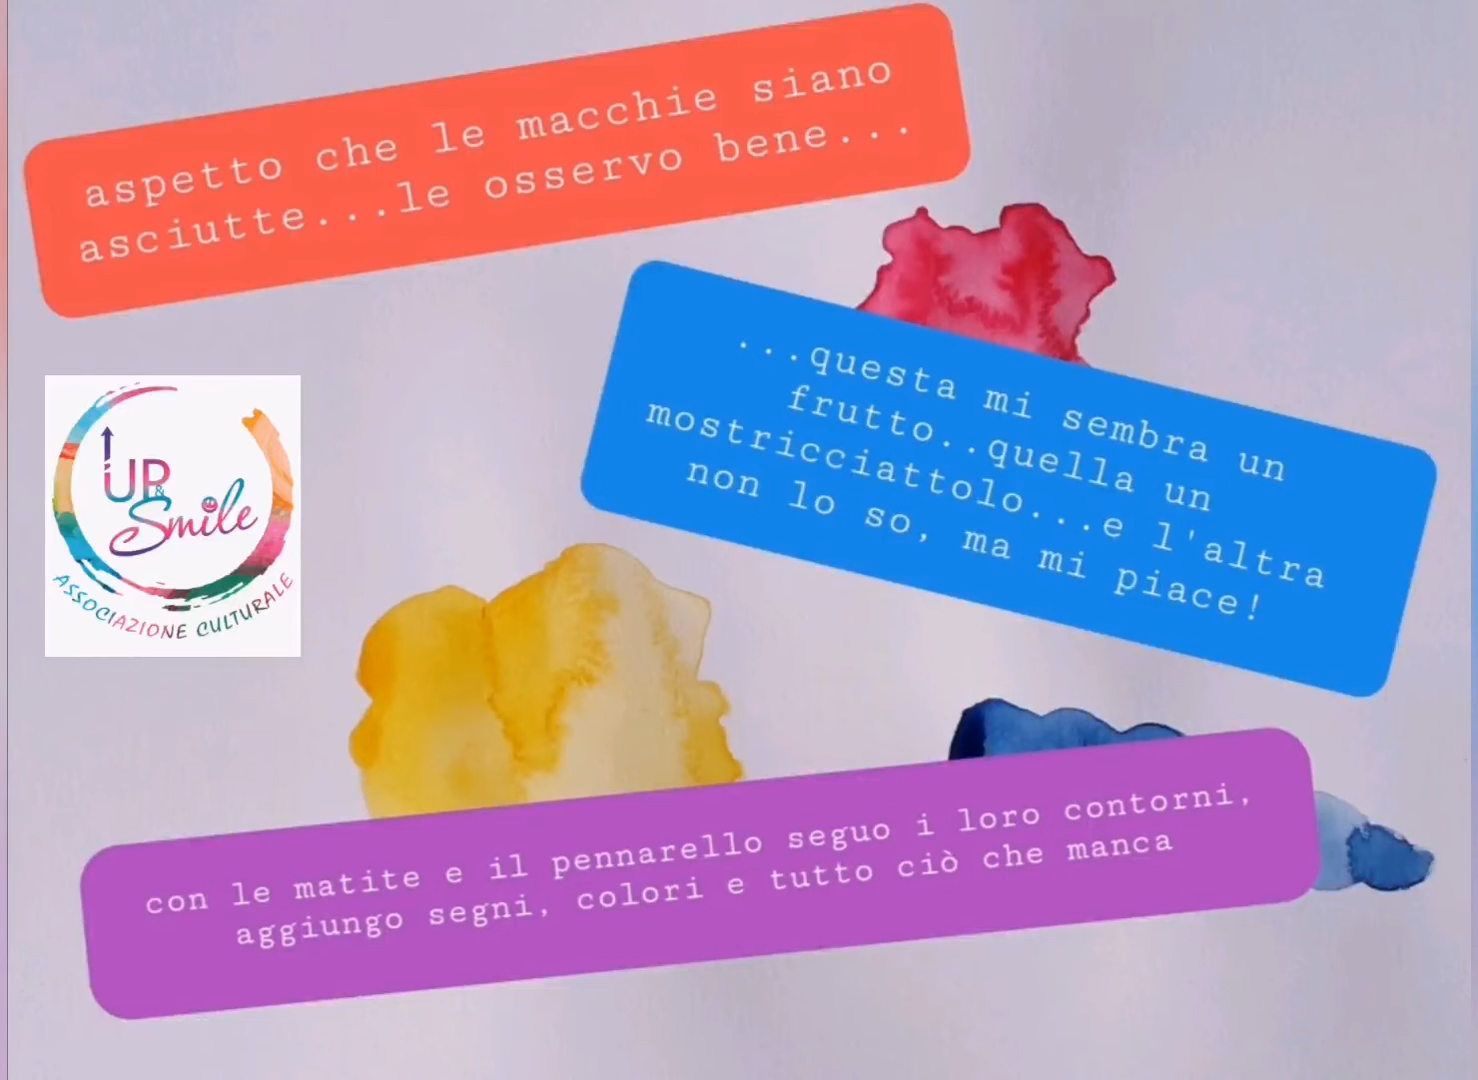 aspetto che le macchie siano
asciutte...le osservo bene...
...questa mi sembra un
frutto..quella un
mostricciattolo...e l'altra
non lo so, ma mi piace!
UP
&
Smile
ASSOCIAZIONE CULTURALE
con le matite e il pennarello seguo i loro contorni,
aggiungo segni, colori e tutto ciò che manca